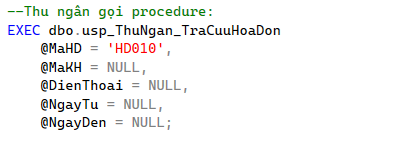 --Thu ngân gọi procedure:
EXEC dbo.usp_ThuNgan_TraCuuHoaDon
    @MaHD = 'HD010',
    @MaKH = NULL,
    @DienThoai = NULL,
    @NgayTu = NULL,
    @NgayDen = NULL;